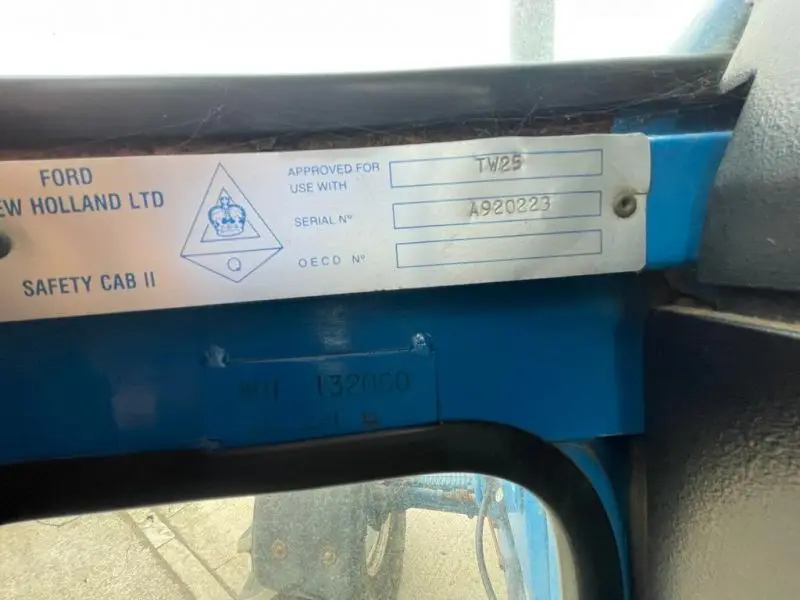 FORD
EW HOLLAND LTD
SAFETY CAB II
Q
APPROVED FOR
USE WITH
TW25
SERIAL Nº
A920223
OECD Nº